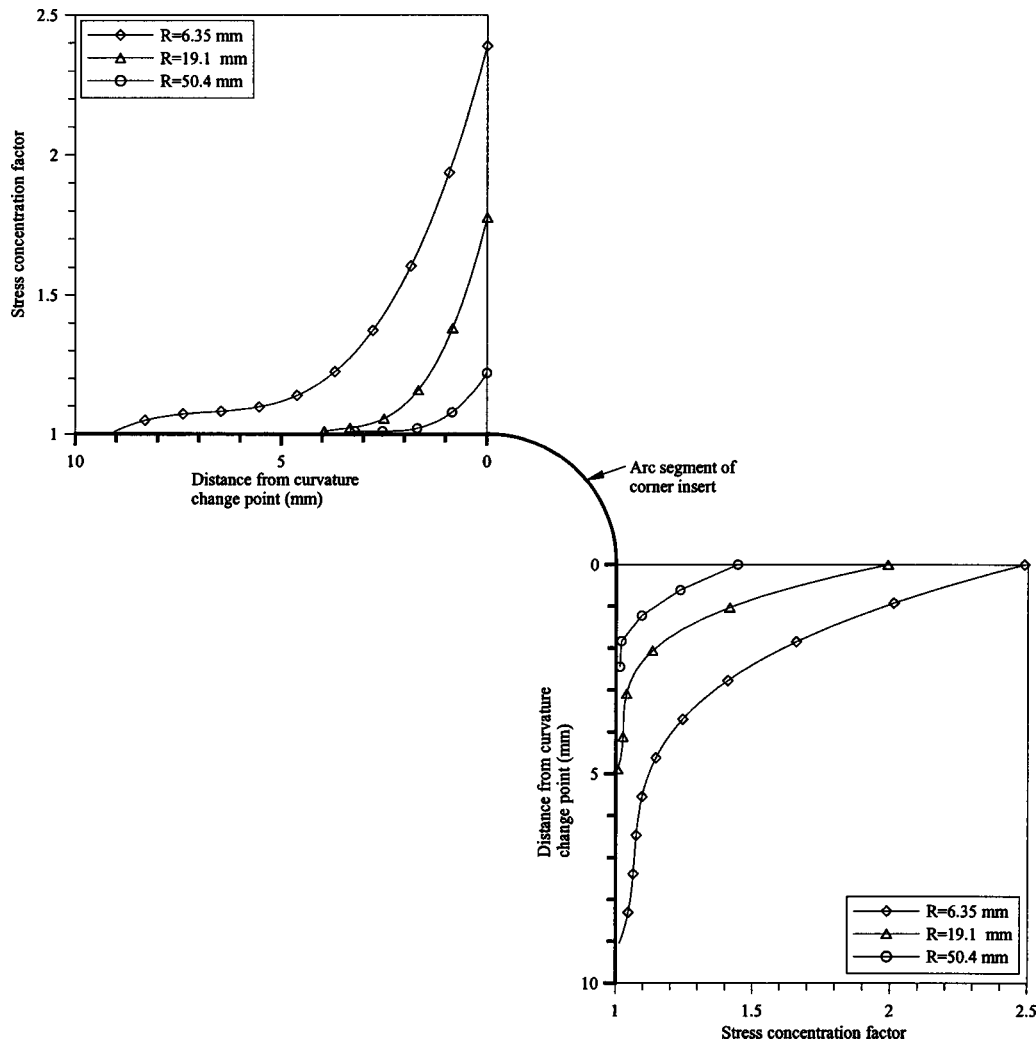 2.5
R=6.35 mm
R=19.1 mm
R=50.4 mm
2
1.5
1
Stress concentration factor
10
5
0
Distance from curvature
change point (mm)
Arc segment of
corner insert
0
5
10
Distance from curvature
change point (mm)
R=6.35 mm
R=19.1 mm
R=50.4 mm
1
1.5
2
2.5
Stress concentration factor